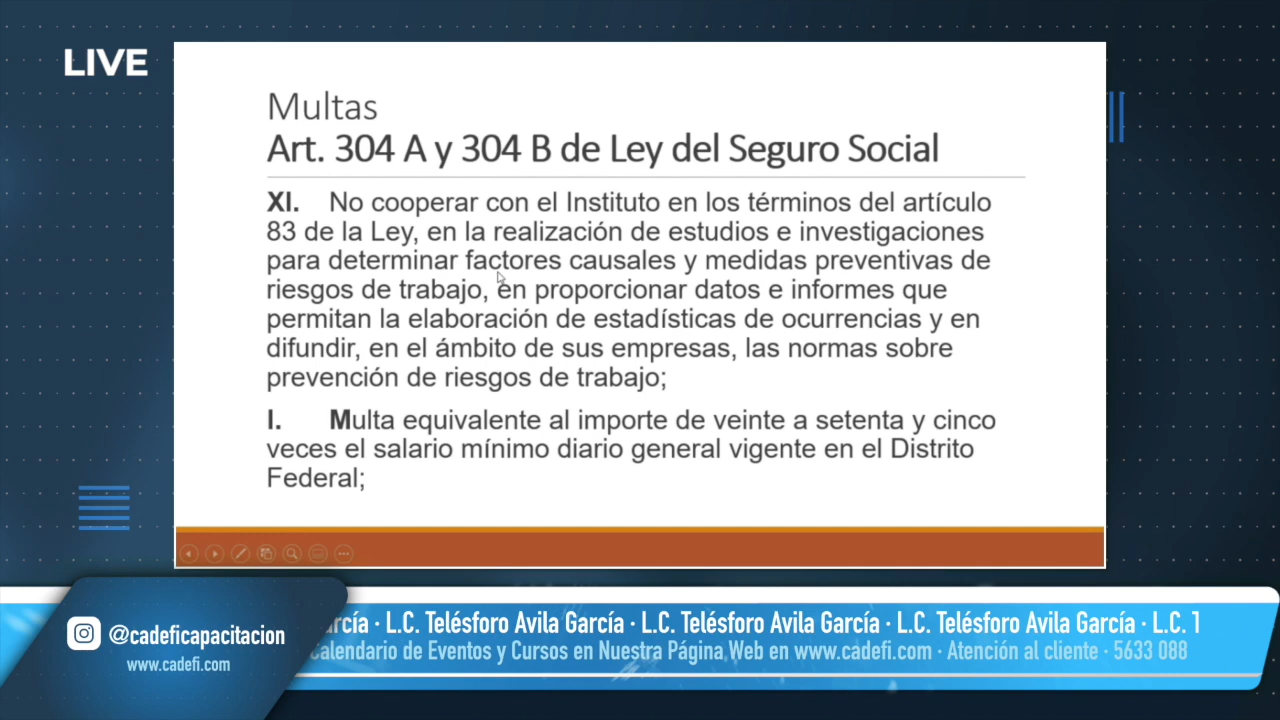 LIVE
Multas
Art. 304 A y 304 B de Ley del Seguro Social
XI. No cooperar con el Instituto en los términos del artículo
83 de la Ley, en la realización de estudios e investigaciones
para determinar factores causales y medidas preventivas de
riesgos de trabajo, en proporcionar datos e informes que
permitan la elaboración de estadísticas de ocurrencias y en
difundir, en el ámbito de sus empresas, las normas sobre
prevención de riesgos de trabajo;
I. Multa equivalente al importe de veinte a setenta y cinco
veces el salario mínimo diario general vigente en el Distrito
Federal;
@cadeficapacitacion
www.cadefi.com
rcía · L.C. Telésforo Avila García · L.C. Telésforo Avila García · L.C. Telésforo Avila García · L.C. T
Calendario de Eventos y Cursos en Nuestra Página Web en www.cadefi.com · Atención al cliente · 5633 088